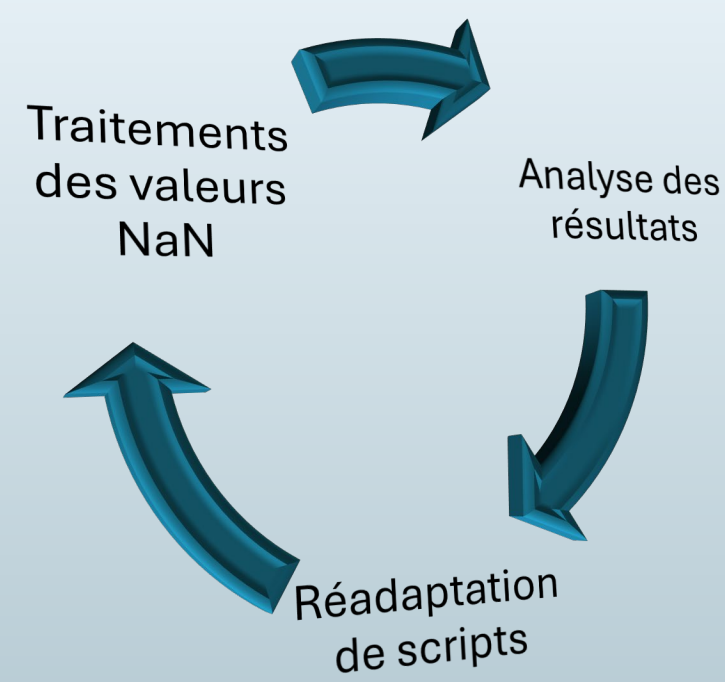 Traitements
des valeurs
NaN
Analyse des
résultats
Réadaptation
de scripts